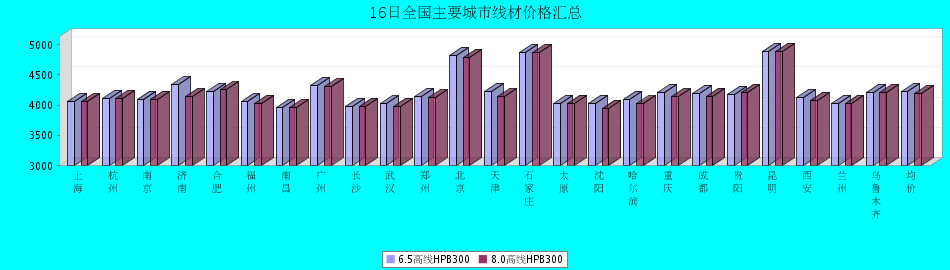 16日全国主要城市线材价格汇总
5000
4500
4000
3500
3000
上海 杭州 南京 济南 合肥 福州 南昌 广州 长沙 武汉 郑州 北京 天津 石家庄 太原 沈阳 哈尔滨 重庆 成都 贵阳 昆明 西安 兰州 乌鲁木齐 均价
6.5高线HPB300 8.0高线HPB300